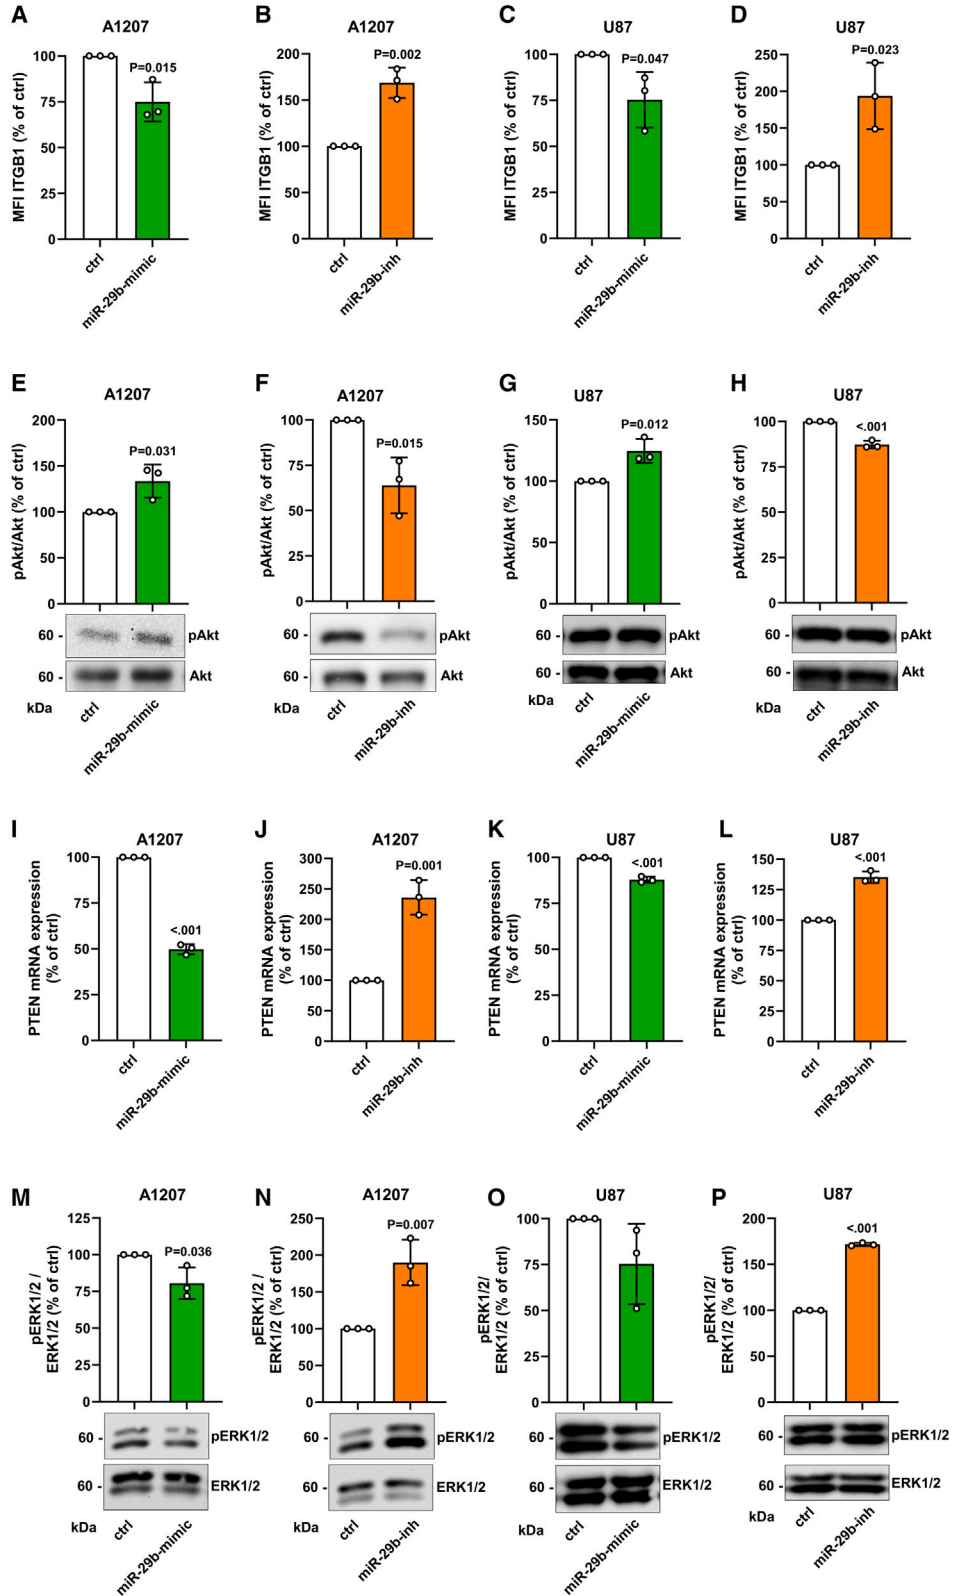 A
A1207
MFI ITGB1 (% of ctrl)
100
75
50
25
0
P=0.015
ctrl
miR-29b-mimic
B
A1207
MFI ITGB1 (% of ctrl)
200
150
100
50
0
P=0.002
ctrl
miR-29b-inh
C
U87
MFI ITGB1 (% of ctrl)
100
75
50
25
0
P=0.047
ctrl
miR-29b-mimic
D
U87
MFI ITGB1 (% of ctrl)
250
200
150
100
50
0
P=0.023
ctrl
miR-29b-inh
E
A1207
pAkt/Akt (% of ctrl)
200
150
100
50
0
P=0.031
60 -
pAkt
60 -
Akt
kDa
ctrl
miR-29b-mimic
F
A1207
pAkt/Akt (% of ctrl)
100
75
50
25
0
P=0.015
60 -
pAkt
60 -
Akt
kDa
ctrl
miR-29b-inh
G
U87
pAkt/Akt (% of ctrl)
150
100
50
0
P=0.012
60 -
pAkt
60 -
Akt
kDa
ctrl
miR-29b-mimic
H
U87
pAkt/Akt (% of ctrl)
100
75
50
25
0
<.001
60 -
pAkt
60 -
Akt
kDa
ctrl
miR-29b-inh
I
A1207
PTEN mRNA expression
(% of ctrl)
100
75
50
25
0
<.001
ctrl
miR-29b-mimic
J
A1207
PTEN mRNA expression
(% of ctrl)
300
250
200
150
100
50
0
P=0.001
ctrl
miR-29b-inh
K
U87
PTEN mRNA expression
(% of ctrl)
100
75
50
25
0
<.001
ctrl
miR-29b-mimic
L
U87
PTEN mRNA expression
(% of ctrl)
150
125
100
75
50
25
0
<.001
ctrl
miR-29b-inh
M
A1207
pERK1/2 /
ERK1/2 (% of ctrl)
125
100
75
50
25
0
P=0.036
60 -
pERK1/2
60 -
ERK1/2
kDa
ctrl
miR-29b-mimic
N
A1207
pERK1/2 /
ERK1/2 (% of ctrl)
250
200
150
100
50
0
P=0.007
60 -
pERK1/2
60 -
ERK1/2
kDa
ctrl
miR-29b-inh
O
U87
pERK1/2/
ERK1/2 (% of ctrl)
100
75
50
25
0
60 -
pERK1/2
60 -
ERK1/2
kDa
ctrl
miR-29b-mimic
P
U87
pERK1/2/
ERK1/2 (% of ctrl)
200
150
100
50
0
<.001
60 -
pERK1/2
60 -
ERK1/2
kDa
ctrl
miR-29b-inh